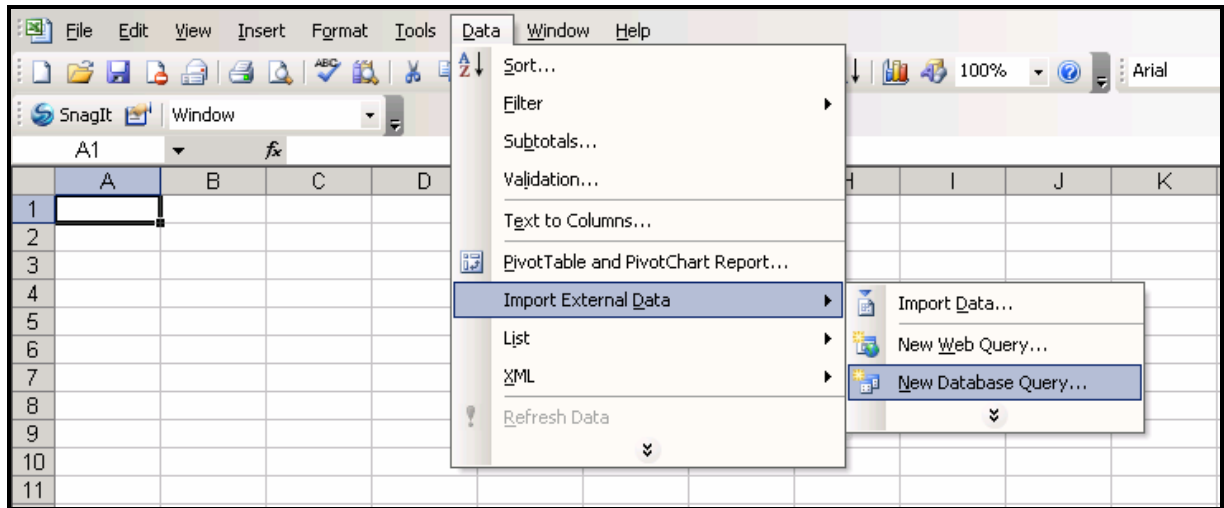 File Edit View Insert Format Tools Data Window Help
ABC 100% Arial
SnagIt Window
A1 fx
A B C D H I J K
1
2
3
4
5
6
7
8
9
10
11
A Z Sort...
Filter
Subtotals...
Validation...
Text to Columns...
PivotTable and PivotChart Report...
Import External Data
List
XML
Refresh Data
Import Data...
New Web Query...
New Database Query...